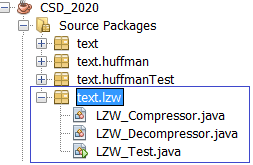 CSD_2020
Source Packages
text
text.huffman
text.huffmanTest
text.lzw
LZW_Compressor.java
LZW_Decompressor.java
LZW_Test.java